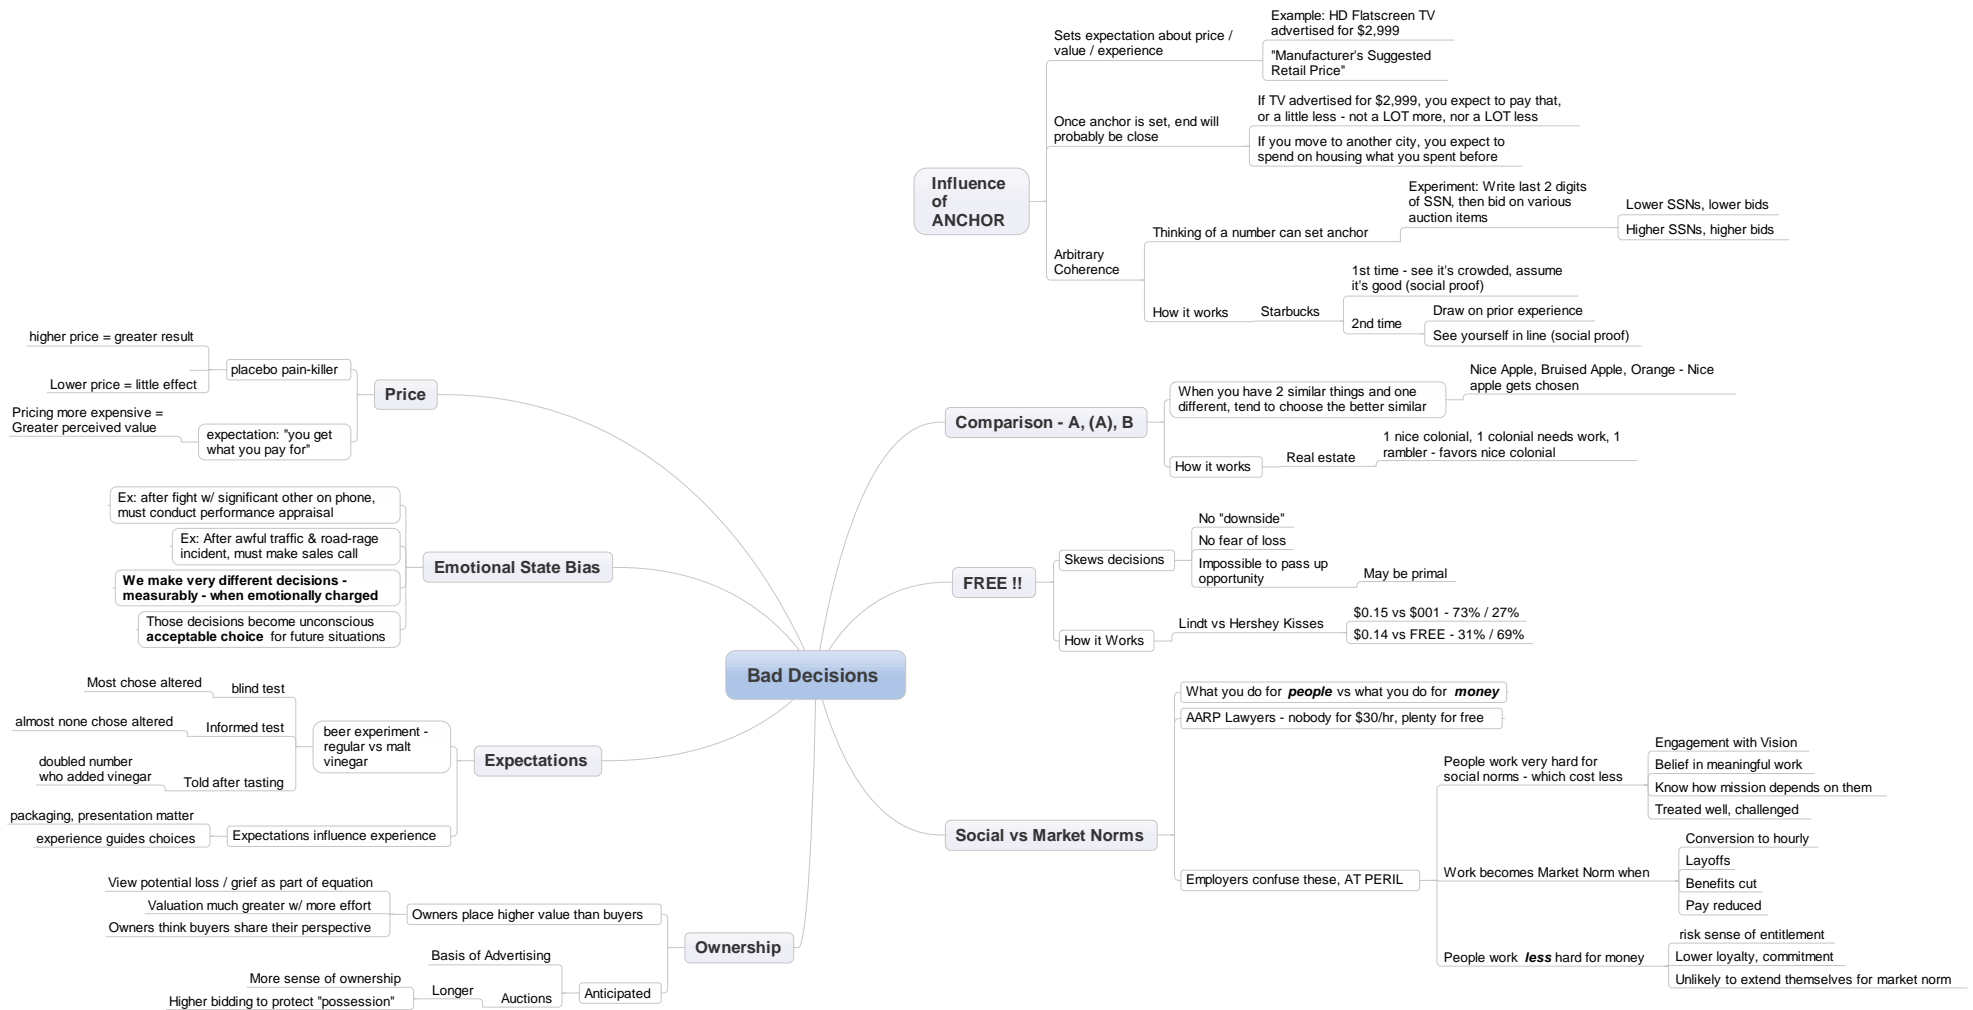 Bad Decisions
Influence
of
ANCHOR
Sets expectation about price /
value / experience
Example: HD Flatscreen TV
advertised for $2,999
"Manufacturer's Suggested
Retail Price"
Once anchor is set, end will
probably be close
If TV advertised for $2,999, you expect to pay that,
or a little less - not a LOT more, nor a LOT less
If you move to another city, you expect to
spend on housing what you spent before
Arbitrary
Coherence
Thinking of a number can set anchor
Experiment: Write last 2 digits
of SSN, then bid on various
auction items
Lower SSNs, lower bids
Higher SSNs, higher bids
How it works
Starbucks
1st time - see it's crowded, assume
it's good (social proof)
2nd time
Draw on prior experience
See yourself in line (social proof)
Comparison - A, (A), B
When you have 2 similar things and one
different, tend to choose the better similar
Nice Apple, Bruised Apple, Orange - Nice
apple gets chosen
How it works
Real estate
1 nice colonial, 1 colonial needs work, 1
rambler - favors nice colonial
FREE !!
Skews decisions
No "downside"
No fear of loss
Impossible to pass up
opportunity
May be primal
How it Works
Lindt vs Hershey Kisses
$0.15 vs $001 - 73% / 27%
$0.14 vs FREE - 31% / 69%
Social vs Market Norms
What you do for people vs what you do for money
AARP Lawyers - nobody for $30/hr, plenty for free
Employers confuse these, AT PERIL
People work very hard for
social norms - which cost less
Engagement with Vision
Belief in meaningful work
Know how mission depends on them
Treated well, challenged
Work becomes Market Norm when
Conversion to hourly
Layoffs
Benefits cut
Pay reduced
People work less hard for money
risk sense of entitlement
Lower loyalty, commitment
Unlikely to extend themselves for market norm
Price
placebo pain-killer
higher price = greater result
Lower price = little effect
expectation: "you get
what you pay for"
Pricing more expensive =
Greater perceived value
Emotional State Bias
Ex: after fight w/ significant other on phone,
must conduct performance appraisal
Ex: After awful traffic & road-rage
incident, must make sales call
We make very different decisions -
measurably - when emotionally charged
Those decisions become unconscious
acceptable choice for future situations
Expectations
beer experiment -
regular vs malt
vinegar
blind test
Most chose altered
Informed test
almost none chose altered
Told after tasting
doubled number
who added vinegar
Expectations influence experience
packaging, presentation matter
experience guides choices
Ownership
Owners place higher value than buyers
View potential loss / grief as part of equation
Valuation much greater w/ more effort
Owners think buyers share their perspective
Anticipated
Basis of Advertising
Auctions
Longer
More sense of ownership
Higher bidding to protect "possession"